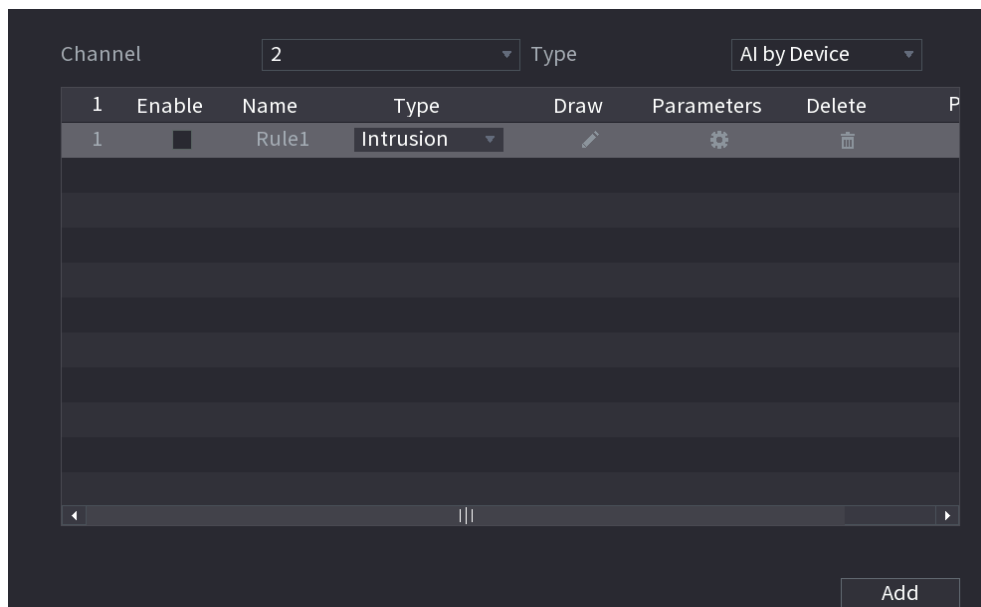 Channel 2 Type AI by Device
1 Enable Name Type Draw Parameters Delete P
1 Rule1 Intrusion
Add